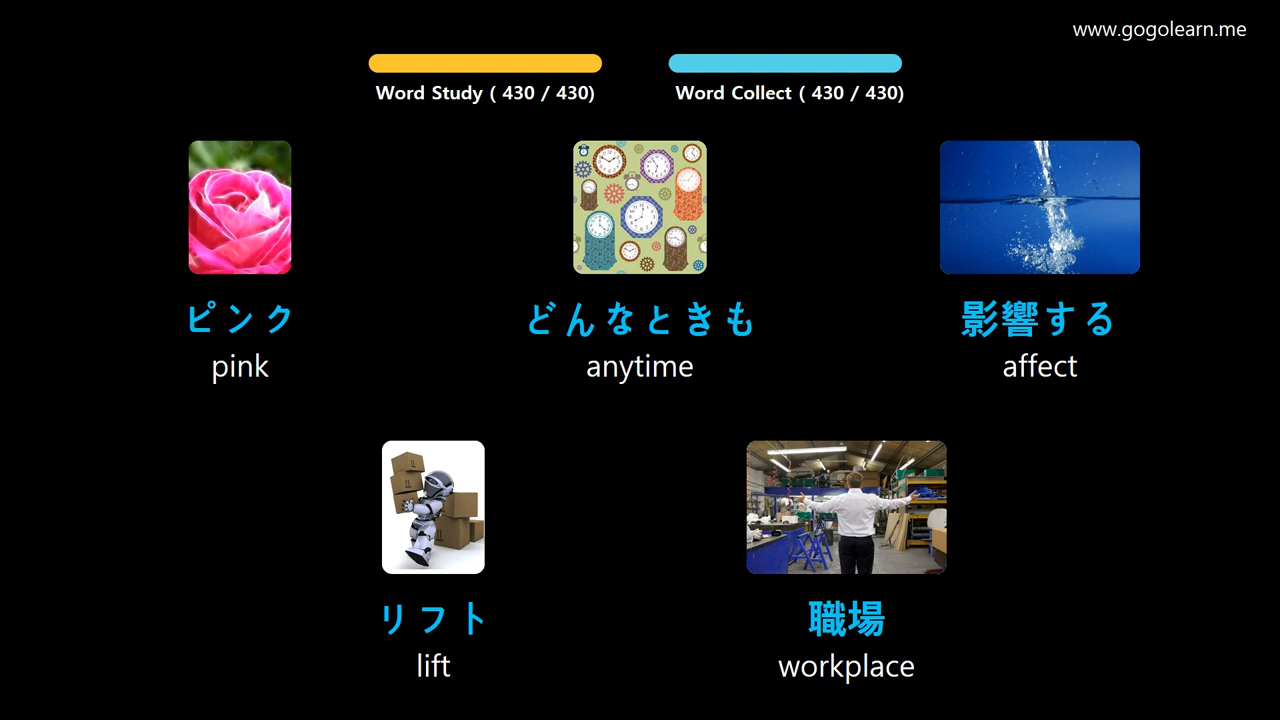 www.gogolearn.me
Word Study ( 430 / 430)
Word Collect ( 430 / 430)
ピンク
pink
どんなときも
anytime
影響する
affect
リフト
lift
職場
workplace